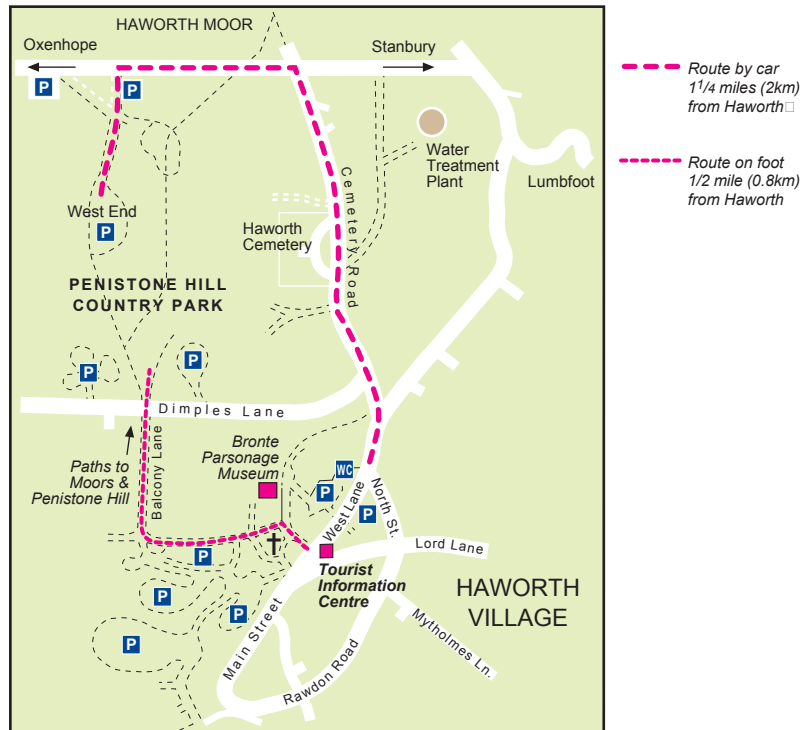 HAWORTH MOOR
Oxenhope
Stanbury
P
P
Water
Treatment
Plant
Lumbfoot
Cemetery Road
West End
P
Haworth
Cemetery
PENISTONE HILL
COUNTRY PARK
P
P
Dimples Lane
Paths to
Moors &
Penistone Hill
Balcony Lane
Bronte
Parsonage
Museum
WC
P
P
West Lane
North St.
Lord Lane
P
Tourist
Information
Centre
HAWORTH
VILLAGE
P
P
P
Main Street
Rawdon Road
Mytholmes Ln.
Route by car
1 1/4 miles (2km)
from Haworth□
Route on foot
1/2 mile (0.8km)
from Haworth